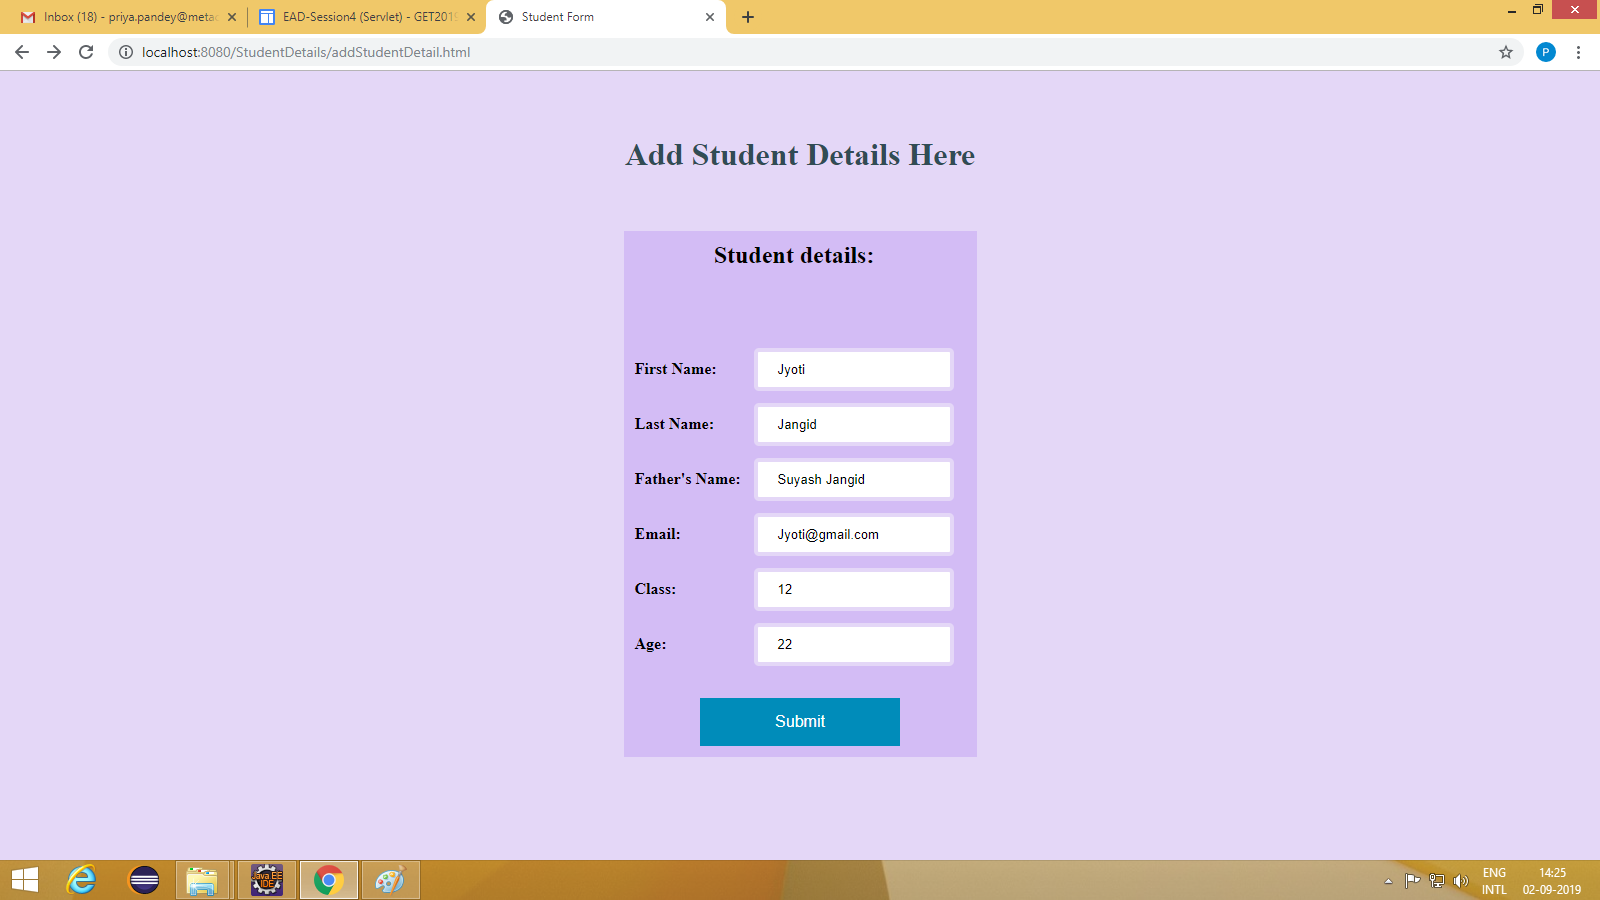 Inbox (18) - priya.pandey@metac
EAD-Session4 (Servlet) - GET2019
Student Form
localhost:8080/StudentDetails/addStudentDetail.html
P
Add Student Details Here
Student details:
First Name: Jyoti
Last Name: Jangid
Father's Name: Suyash Jangid
Email: Jyoti@gmail.com
Class: 12
Age: 22
Submit
Java EE
IDE
ENG 14:25
INTL 02-09-2019